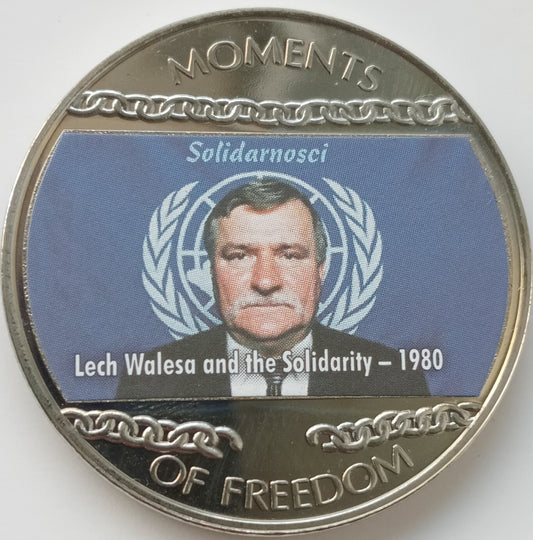 MOMENTS
Solidarnosci
Lech Walesa and the Solidarity – 1980
OF FREEDOM